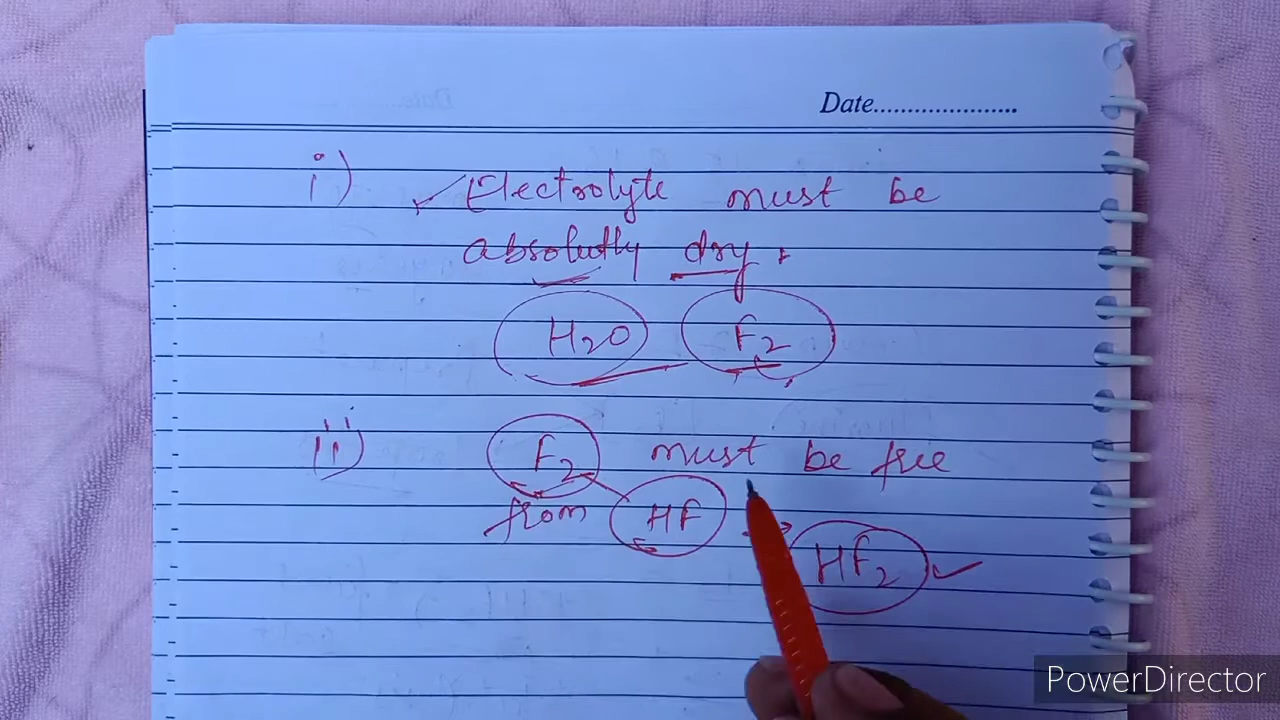 Date....................
i) Electrolyte must be
absolutly dry.
H2O F2
ii) F2 must be free
from HF
HF2
PowerDirector